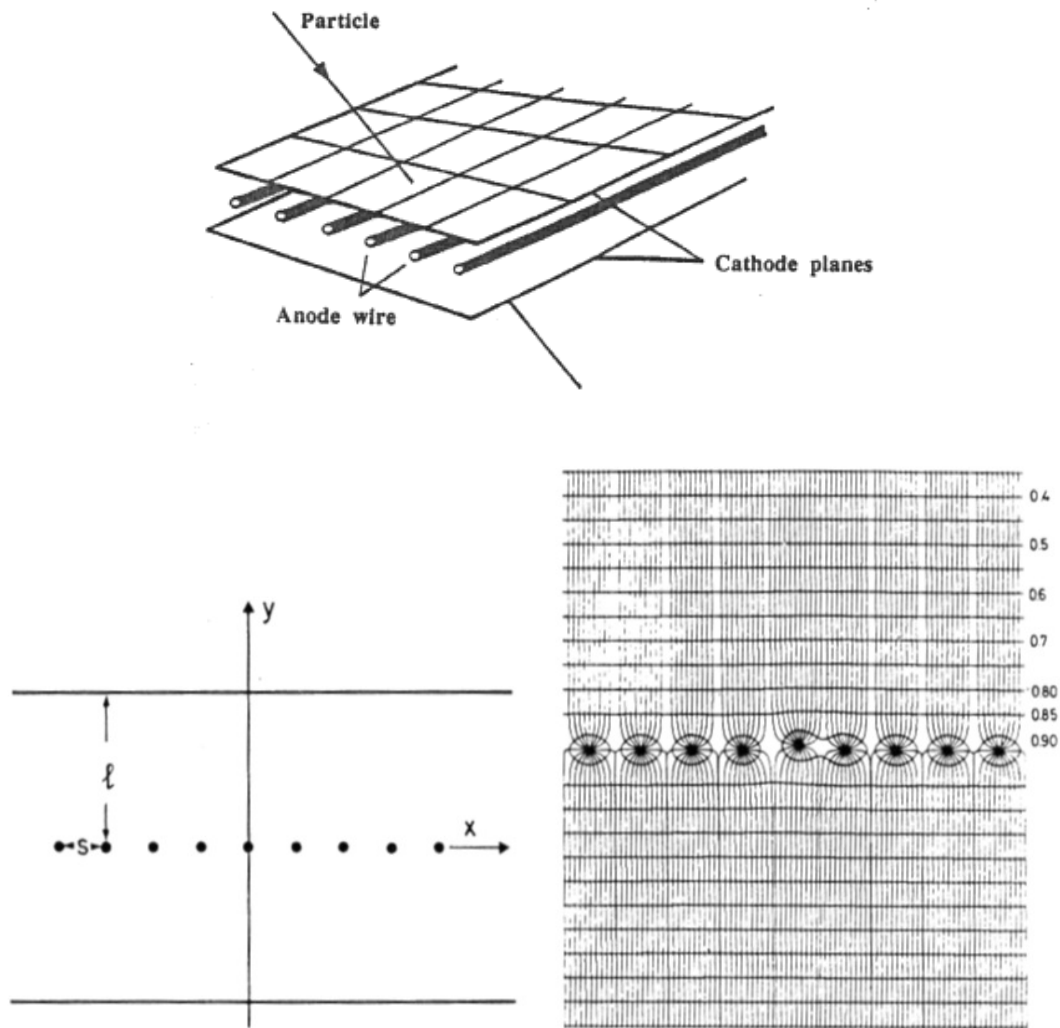 Particle
Cathode planes
Anode wire
y
ℓ
s
x
0.4
0.5
0.6
0.7
0.80
0.85
0.90